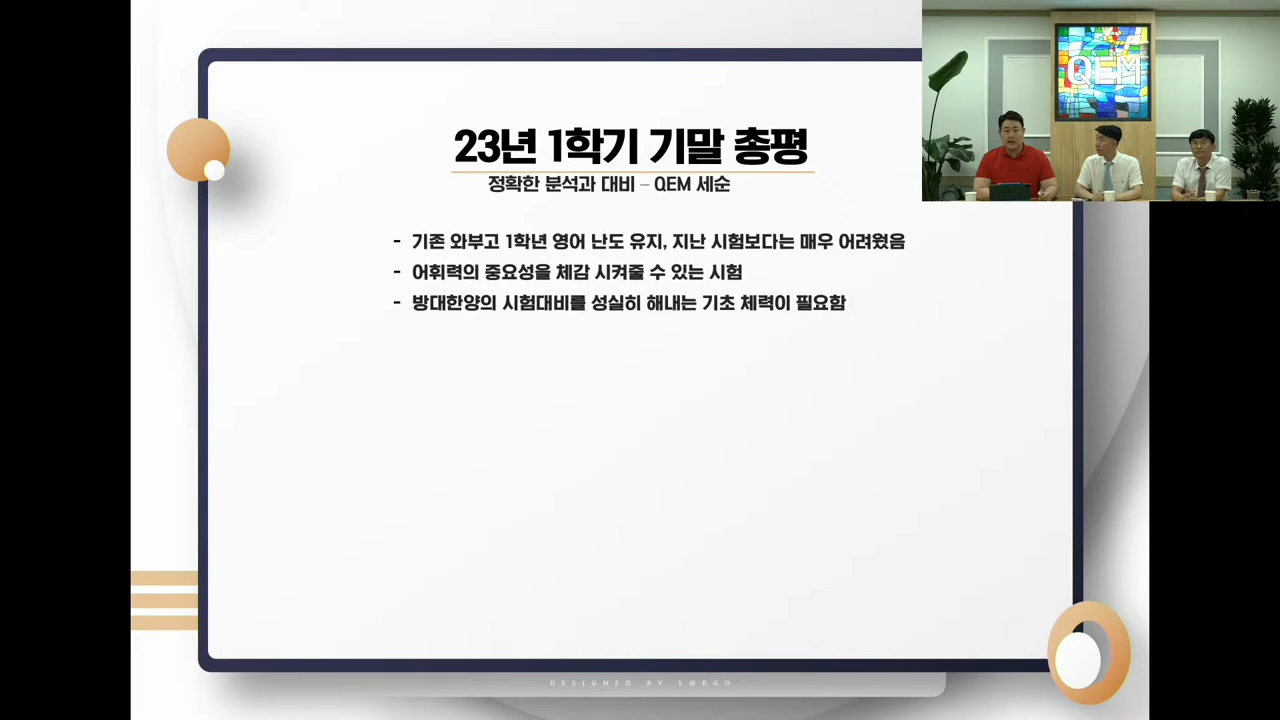 23년 1학기 기말 총평
정확한 분석과 대비 - QEM 세순
- 기존 와부고 1학년 영어 난도 유지, 지난 시험보다는 매우 어려웠음
- 어휘력의 중요성을 체감 시켜줄 수 있는 시험
- 방대한양의 시험대비를 성실히 해내는 기초 체력이 필요함
QEM
DESIGNED BY L@RGO